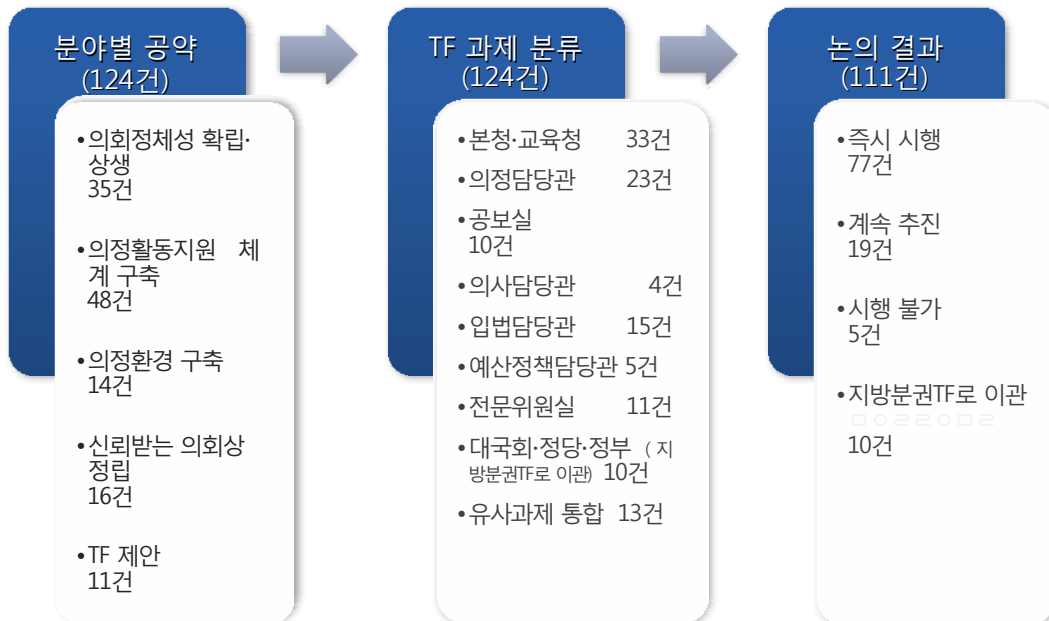 분야별 공약
(124건)
•의회정체성 확립·
상생
35건
•의정활동지원 체
계 구축
48건
•의정환경 구축
14건
•신뢰받는 의회상
정립
16건
•TF 제안
11건
TF 과제 분류
(124건)
•본청·교육청 33건
•의정담당관 23건
•공보실
10건
•의사담당관 4건
•입법담당관 15건
•예산정책담당관 5건
•전문위원실 11건
•대국회·정당·정부 ( 지
방분권TF로 이관) 10건
•유사과제 통합 13건
논의 결과
(111건)
•즉시 시행
77건
•계속 추진
19건
•시행 불가
5건
•지방분권TF로 이관
ㅁㅇㄹㄹㅇㅁㄹ
10건